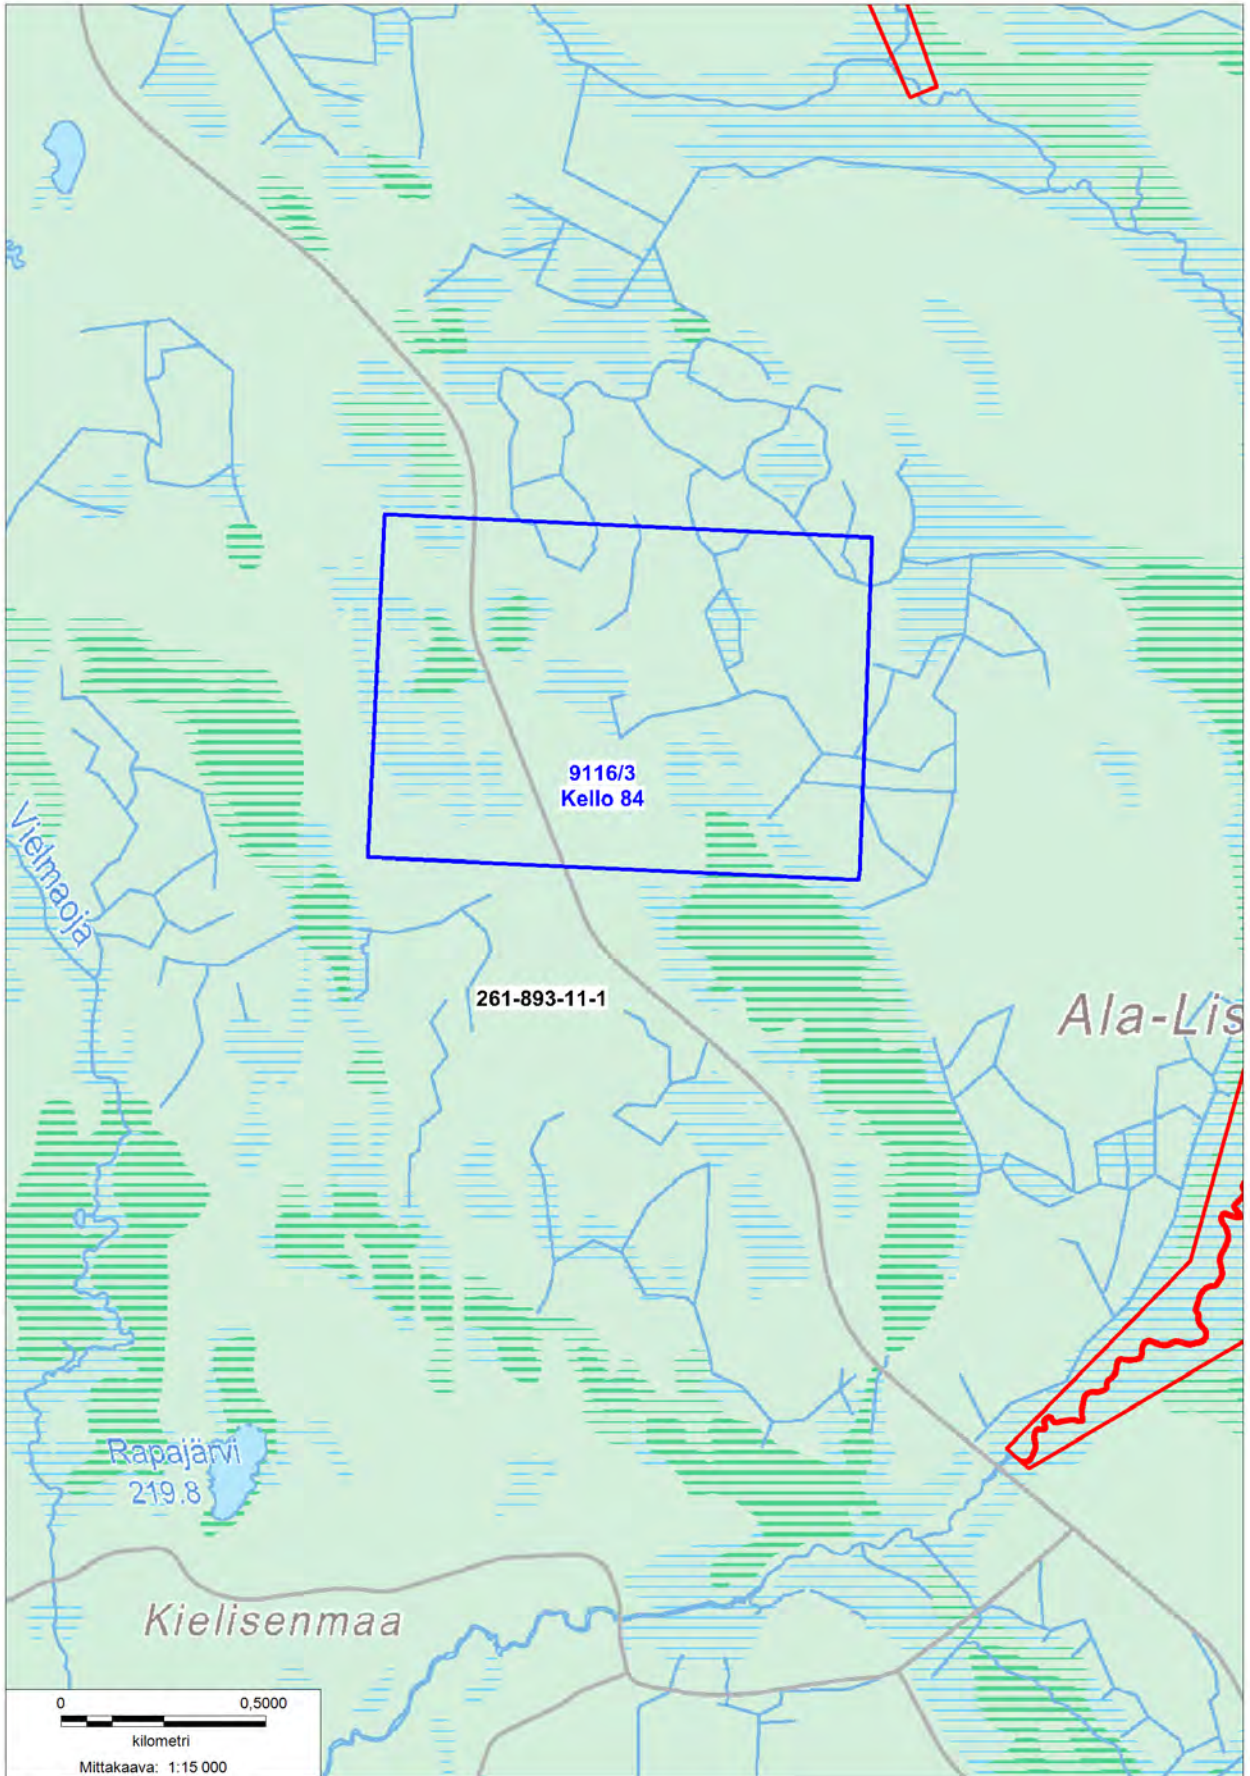 9116/3
Kello 84
Vielmaoja
261-893-11-1
Ala-Lis
Rapajärvi
219.8
Kielisenmaa
0 0,5000
kilometri
Mittakaava: 1:15 000